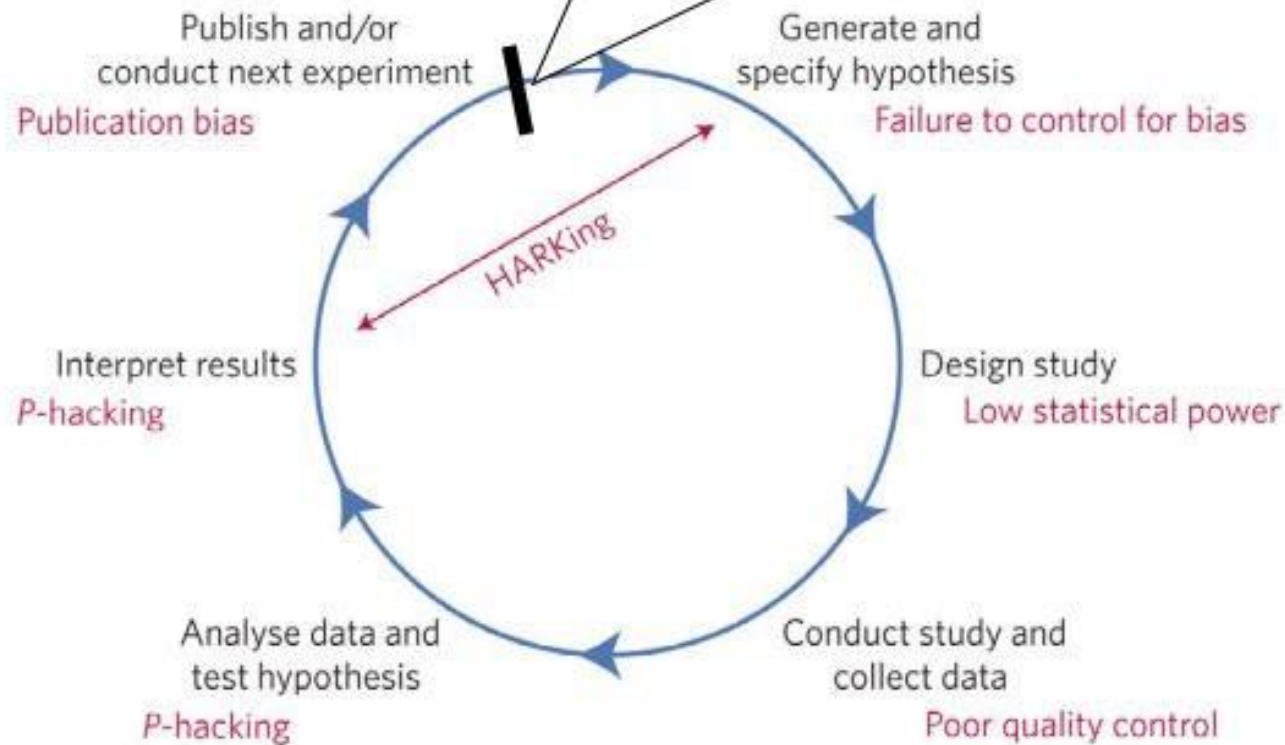 Publish and/or
conduct next experiment
Publication bias
Generate and
specify hypothesis
Failure to control for bias
HARKing
Interpret results
P-hacking
Design study
Low statistical power
Analyse data and
test hypothesis
P-hacking
Conduct study and
collect data
Poor quality control